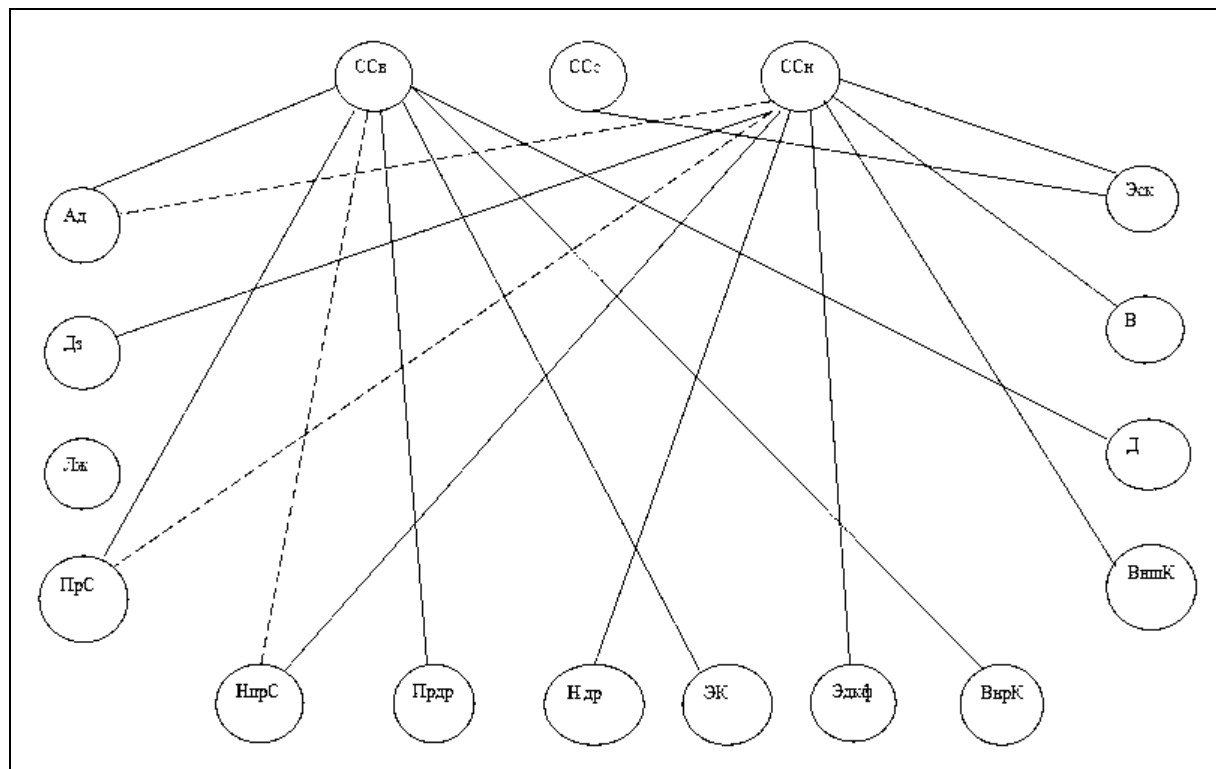 ССв ССс ССн
Ад Эск
Дз В
Лж Д
ПрС ВншК
НпрС Прдр Н др ЭК Эдкф ВнрК